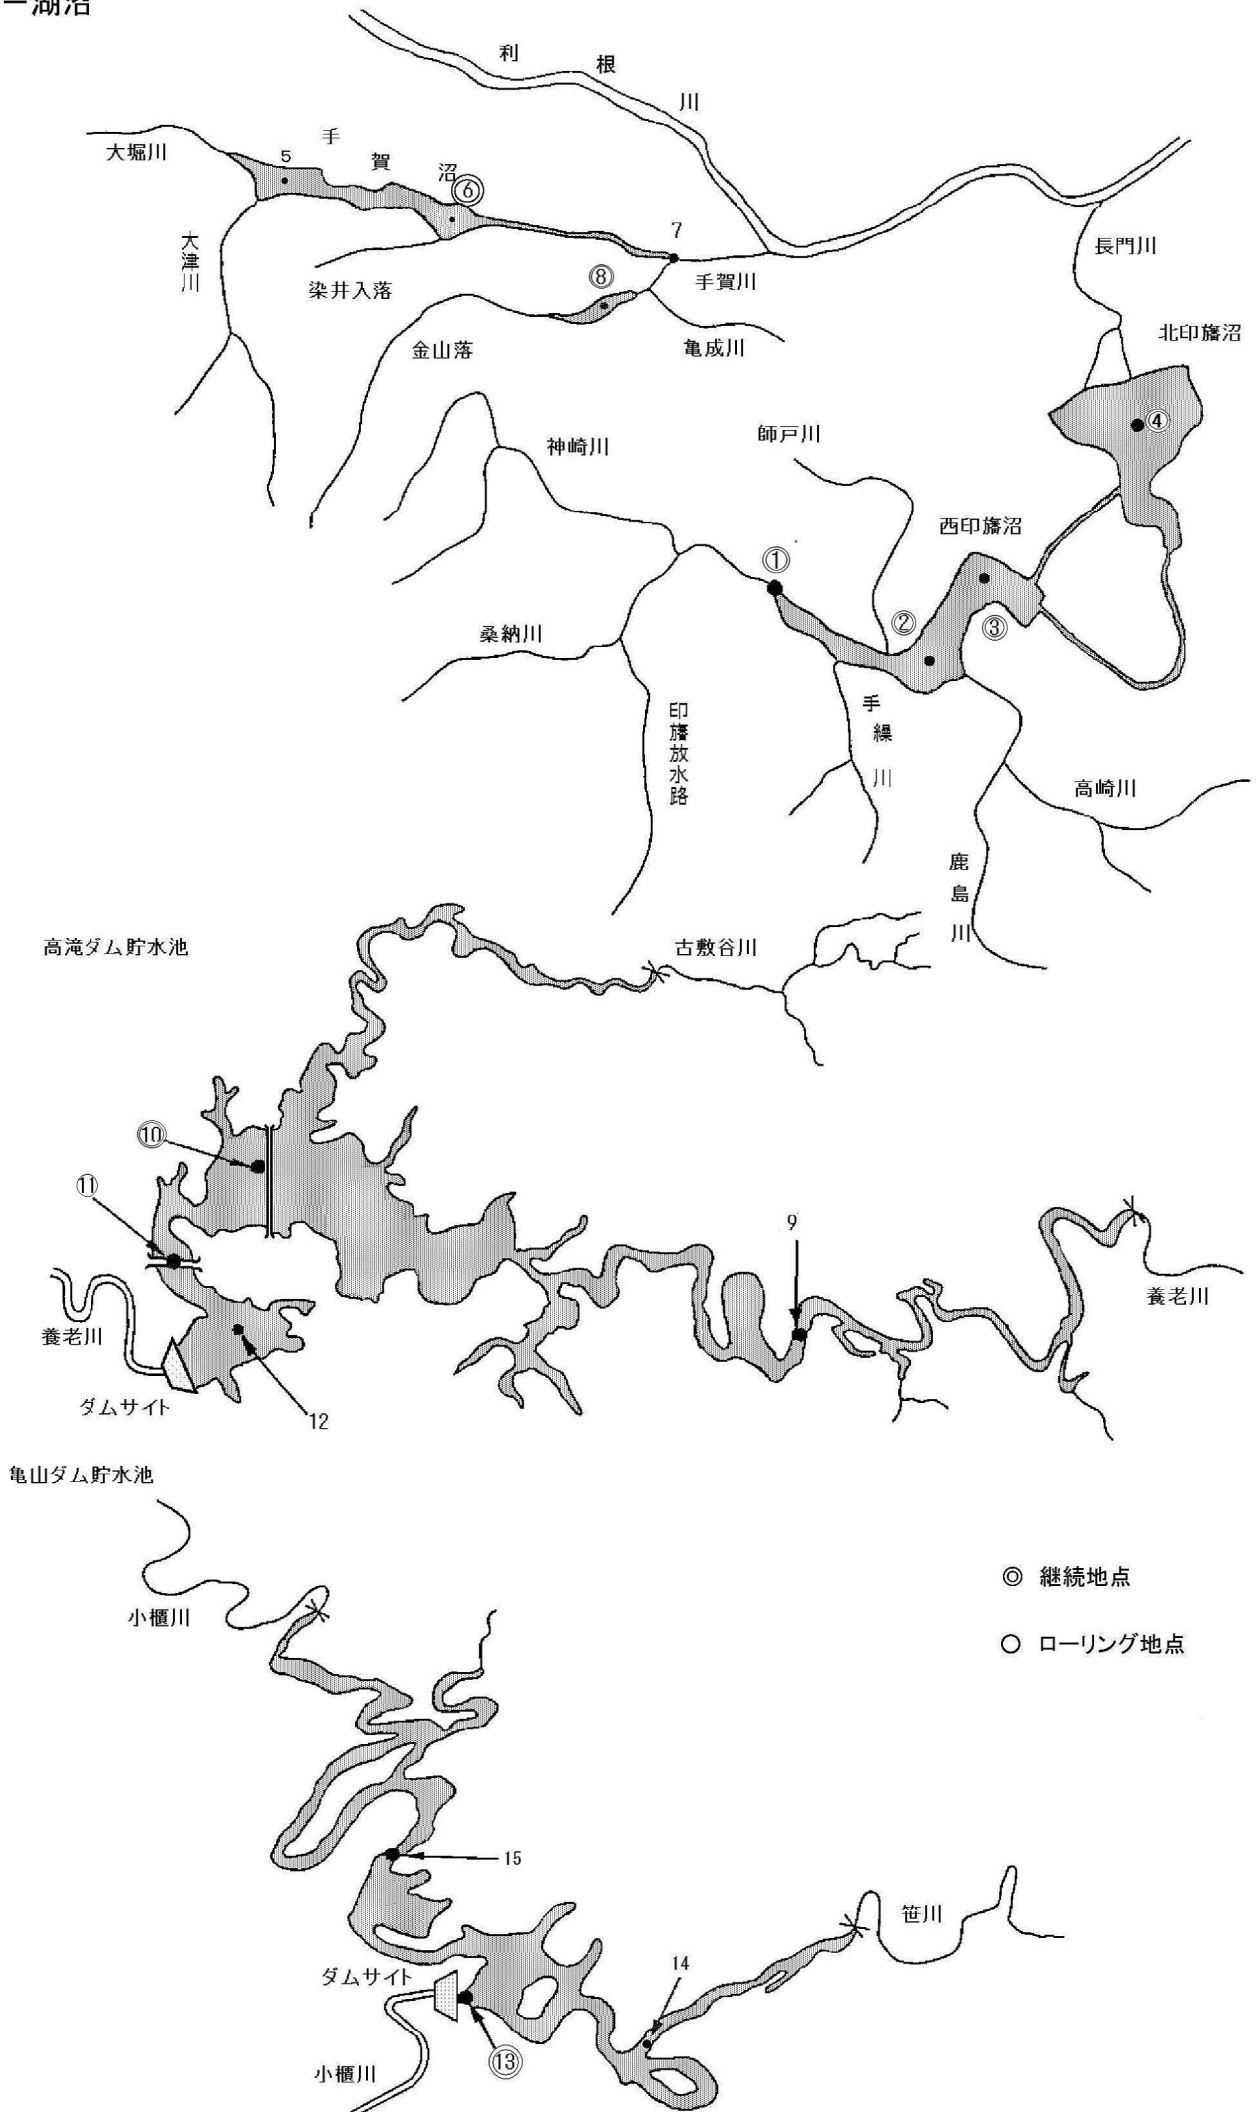 ー湖沼
利根川
手賀沼
大堀川
5
⑥
7
大津川
染井入落
⑧
手賀川
長門川
金山落
亀成川
北印旛沼
④
神崎川
師戸川
西印旛沼
①
②
③
桑納川
印旛放水路
手繰川
高崎川
鹿島川
高滝ダム貯水池
古敷谷川
⑩
⑪
9
養老川
養老川
ダムサイト
12
亀山ダム貯水池
小櫃川
◎ 継続地点
○ ローリング地点
15
笹川
ダムサイト
14
⑬
小櫃川